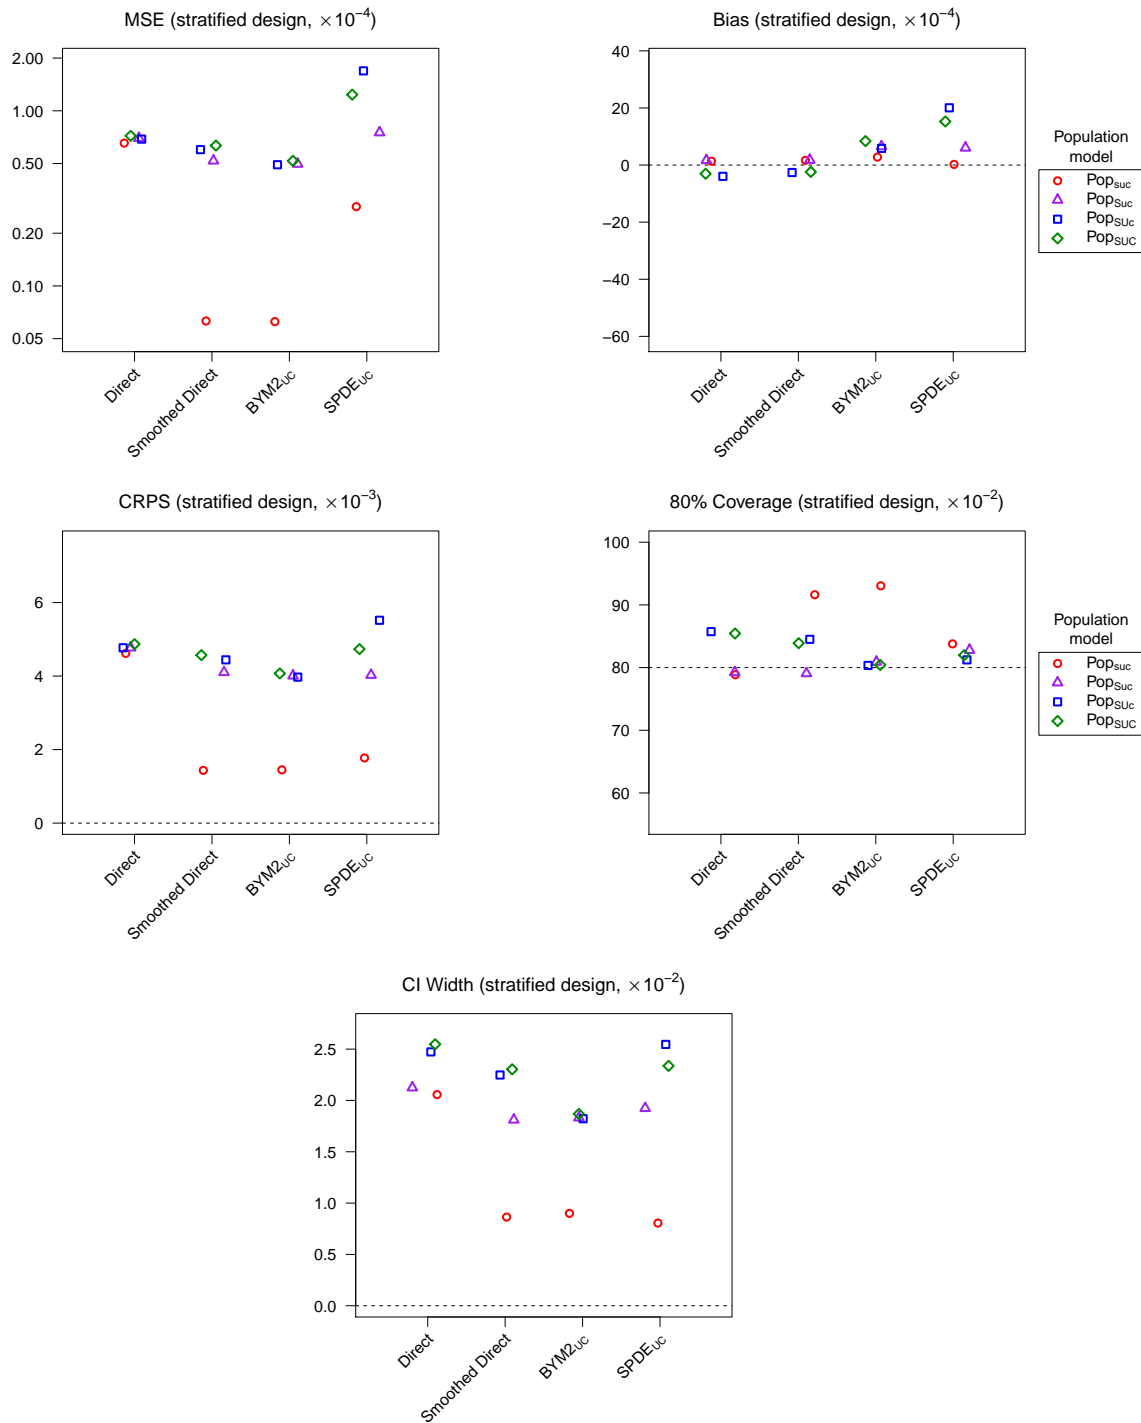 MSE (stratified design, ×10⁻⁴)
2.00
1.00
0.50
0.20
0.10
0.05
Direct
Smoothed Direct
BYM2UC
SPDEUC
Bias (stratified design, ×10⁻⁴)
40
20
0
−20
−40
−60
Direct
Smoothed Direct
BYM2UC
SPDEUC
Population
model
Popsuc
PopSuc
PopSUc
PopSUC
CRPS (stratified design, ×10⁻³)
6
4
2
0
Direct
Smoothed Direct
BYM2UC
SPDEUC
80% Coverage (stratified design, ×10⁻²)
100
90
80
70
60
Direct
Smoothed Direct
BYM2UC
SPDEUC
Population
model
Popsuc
PopSuc
PopSUc
PopSUC
CI Width (stratified design, ×10⁻²)
2.5
2.0
1.5
1.0
0.5
0.0
Direct
Smoothed Direct
BYM2UC
SPDEUC